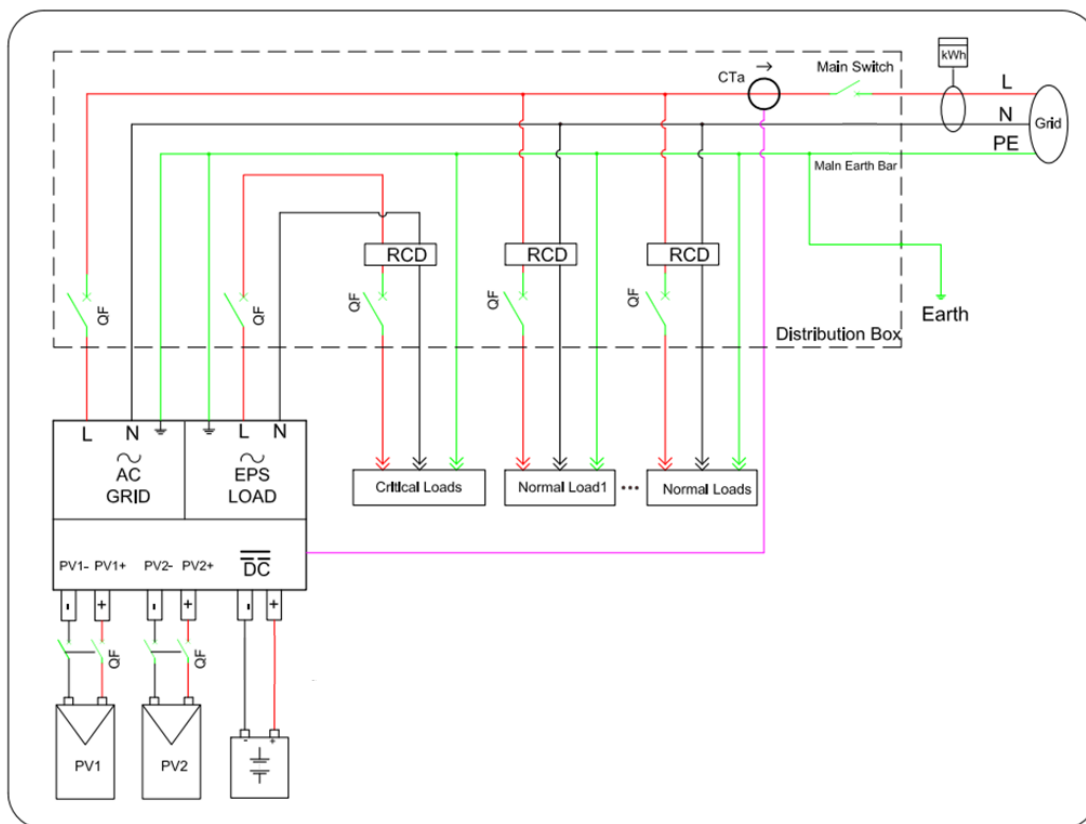 kWh
CTa
→
Main Switch
L
N
Grid
PE
Main Earth Bar
RCD
RCD
RCD
QF
QF
QF
QF
QF
Earth
Distribution Box
L
N
L
N
~
AC
GRID
~
EPS
LOAD
Critical Loads
Normal Load1
...
Normal Loads
PV1-
PV1+
PV2-
PV2+
DC
-
+
-
+
-
+
QF
QF
PV1
PV2
-
+